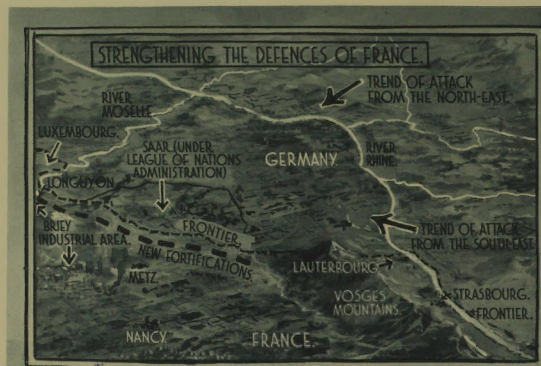 STRENGTHENING THE DEFENCES OF FRANCE.
TREND OF ATTACK
FROM THE NORTH-EAST.
RIVER
MOSELLE.
LUXEMBOURG.
SAAR (UNDER
LEAGUE OF NATIONS
ADMINISTRATION)
GERMANY
RIVER
RHINE.
LONGUYON.
BRIEY
INDUSTRIAL AREA.
FRONTIER.
NEW FORTIFICATIONS.
METZ.
TREND OF ATTACK
FROM THE SOUTH-EAST
LAUTERBOURG
VOSGES
MOUNTAINS.
STRASBOURG.
FRONTIER.
NANCY
FRANCE.